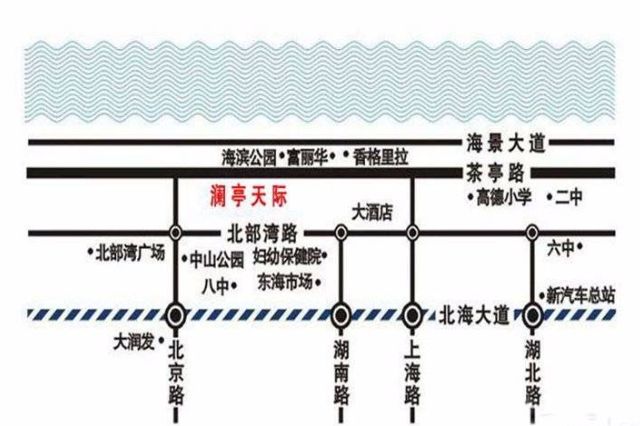 海景大道
海滨公园
富丽华
香格里拉
茶亭路
澜亭天际
高德小学
二中
大酒店
北部湾路
北部湾广场
中山公园
妇幼保健院
六中
八中
东海市场
新汽车总站
北海大道
大润发
北京路
湖南路
上海路
湖北路